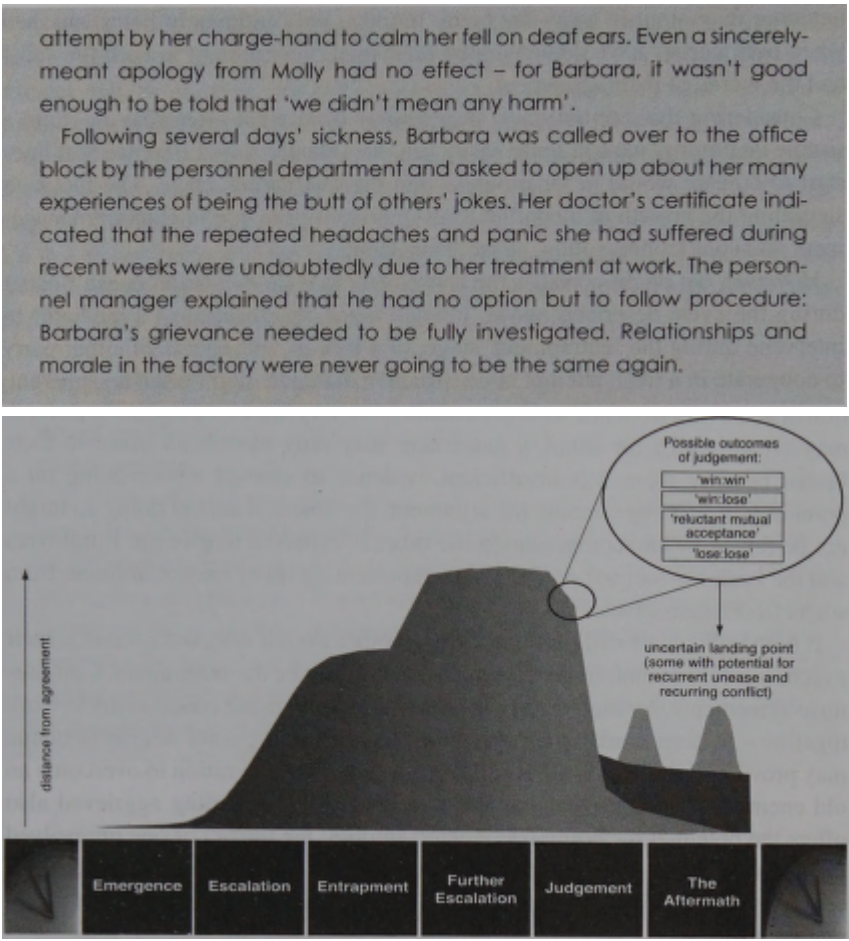 attempt by her charge-hand to calm her fell on deaf ears. Even a sincerely-
meant apology from Molly had no effect – for Barbara, it wasn't good
enough to be told that 'we didn't mean any harm'.
Following several days' sickness, Barbara was called over to the office
block by the personnel department and asked to open up about her many
experiences of being the butt of others' jokes. Her doctor's certificate indi-
cated that the repeated headaches and panic she had suffered during
recent weeks were undoubtedly due to her treatment at work. The person-
nel manager explained that he had no option but to follow procedure:
Barbara's grievance needed to be fully investigated. Relationships and
morale in the factory were never going to be the same again.
Possible outcomes
of judgement:
'win:win'
'win:lose'
'reluctant mutual
acceptance'
'lose:lose'
uncertain landing point
(some with potential for
recurrent unease and
recurring conflict)
distance from agreement
Emergence
Escalation
Entrapment
Further
Escalation
Judgement
The
Aftermath